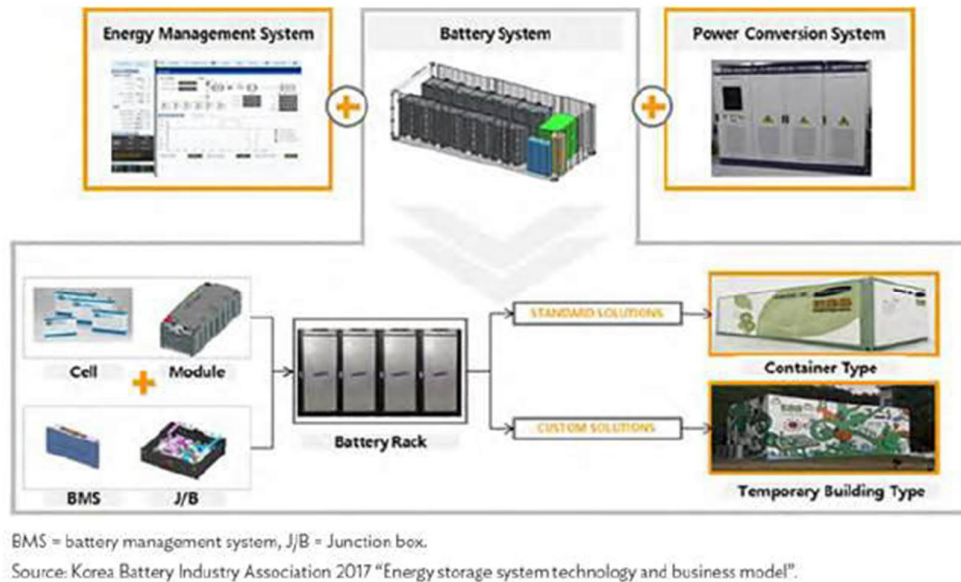 Energy Management System
Battery System
Power Conversion System
Cell
Module
BMS
J/B
Battery Rack
STANDARD SOLUTIONS
CUSTOM SOLUTIONS
Container Type
Temporary Building Type
BMS = battery management system, J/B = Junction box.
Source: Korea Battery Industry Association 2017 “Energy storage system technology and business model”.